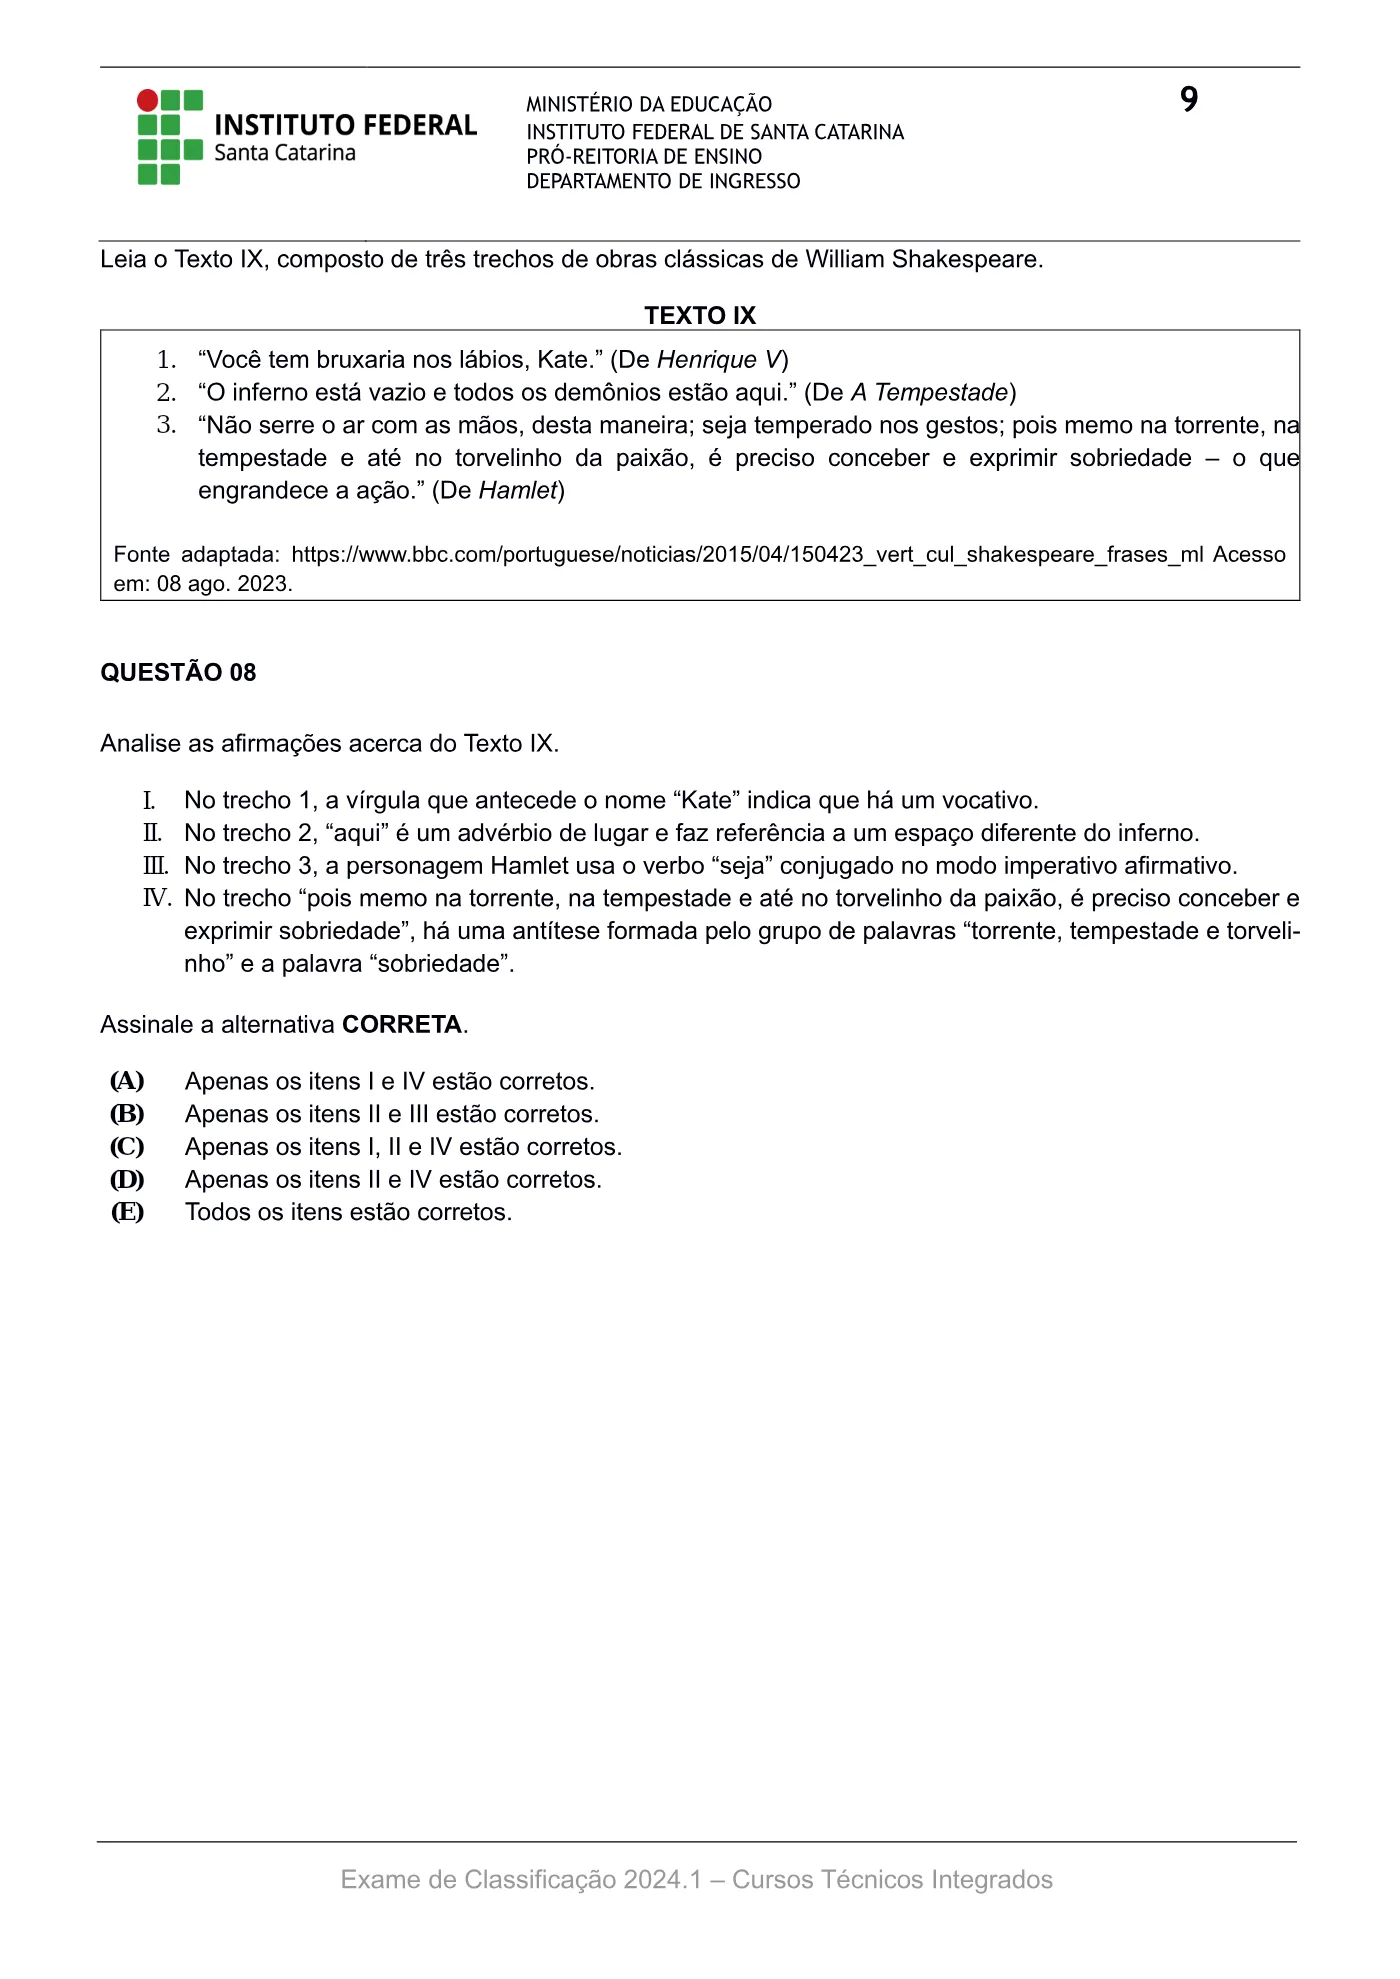 INSTITUTO FEDERAL
Santa Catarina
MINISTÉRIO DA EDUCAÇÃO
INSTITUTO FEDERAL DE SANTA CATARINA
PRÓ-REITORIA DE ENSINO
DEPARTAMENTO DE INGRESSO
9
Leia o Texto IX, composto de três trechos de obras clássicas de William Shakespeare.
TEXTO IX
1. “Você tem bruxaria nos lábios, Kate.” (De Henrique V)
2. “O inferno está vazio e todos os demônios estão aqui.” (De A Tempestade)
3. “Não serre o ar com as mãos, desta maneira; seja temperado nos gestos; pois memo na torrente, na
tempestade e até no torvelinho da paixão, é preciso conceber e exprimir sobriedade – o que
engrandece a ação.” (De Hamlet)
Fonte adaptada: https://www.bbc.com/portuguese/noticias/2015/04/150423_vert_cul_shakespeare_frases_ml Acesso
em: 08 ago. 2023.
QUESTÃO 08
Analise as afirmações acerca do Texto IX.
I. No trecho 1, a vírgula que antecede o nome “Kate” indica que há um vocativo.
II. No trecho 2, “aqui” é um advérbio de lugar e faz referência a um espaço diferente do inferno.
III. No trecho 3, a personagem Hamlet usa o verbo “seja” conjugado no modo imperativo afirmativo.
IV. No trecho “pois memo na torrente, na tempestade e até no torvelinho da paixão, é preciso conceber e
exprimir sobriedade”, há uma antítese formada pelo grupo de palavras “torrente, tempestade e torveli-
nho” e a palavra “sobriedade”.
Assinale a alternativa CORRETA.
(A) Apenas os itens I e IV estão corretos.
(B) Apenas os itens II e III estão corretos.
(C) Apenas os itens I, II e IV estão corretos.
(D) Apenas os itens II e IV estão corretos.
(E) Todos os itens estão corretos.
Exame de Classificação 2024.1 – Cursos Técnicos Integrados